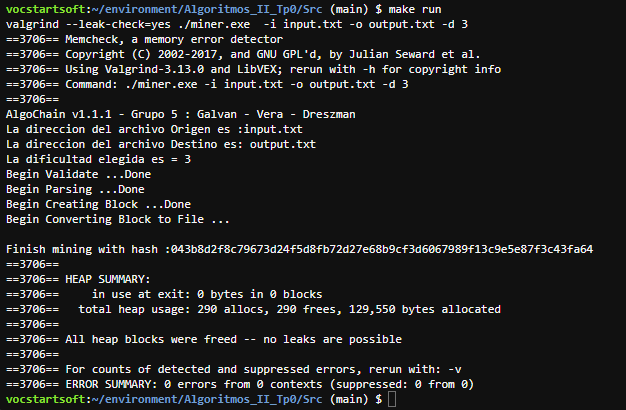 vocstartsoft:~/environment/Algoritmos_II_Tp0/Src (main) $ make run
valgrind --leak-check=yes ./miner.exe  -i input.txt -o output.txt -d 3
==3706== Memcheck, a memory error detector
==3706== Copyright (C) 2002-2017, and GNU GPL'd, by Julian Seward et al.
==3706== Using Valgrind-3.13.0 and LibVEX; rerun with -h for copyright info
==3706== Command: ./miner.exe -i input.txt -o output.txt -d 3
==3706==
AlgoChain v1.1.1 - Grupo 5 : Galvan - Vera - Dreszman
La direccion del archivo Origen es :input.txt
La direccion del archivo Destino es: output.txt
La dificultad elegida es = 3
Begin Validate ...Done
Begin Parsing ...Done
Begin Creating Block ...Done
Begin Converting Block to File ...
Finish mining with hash :043b8d2f8c79673d24f5d8fb72d27e68b9cf3d6067989f13c9e5e87f3c43fa64
==3706==
==3706== HEAP SUMMARY:
==3706==     in use at exit: 0 bytes in 0 blocks
==3706==   total heap usage: 290 allocs, 290 frees, 129,550 bytes allocated
==3706==
==3706== All heap blocks were freed -- no leaks are possible
==3706==
==3706== For counts of detected and suppressed errors, rerun with: -v
==3706== ERROR SUMMARY: 0 errors from 0 contexts (suppressed: 0 from 0)
vocstartsoft:~/environment/Algoritmos_II_Tp0/Src (main) $